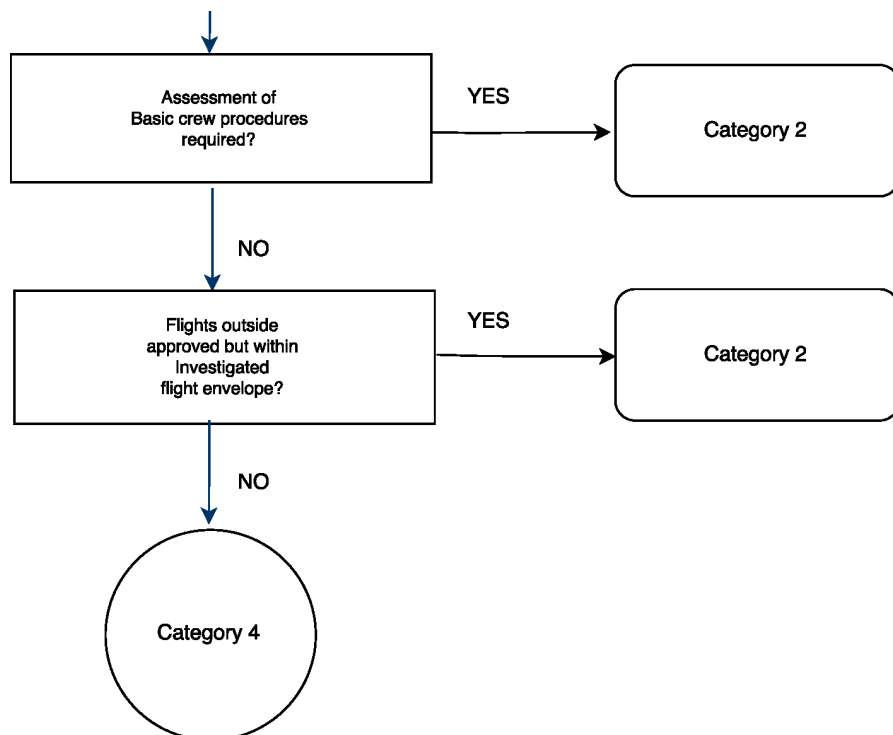 Assessment of
Basic crew procedures
required?
YES
Category 2
NO
Flights outside
approved but within
Investigated
flight envelope?
YES
Category 2
NO
Category 4